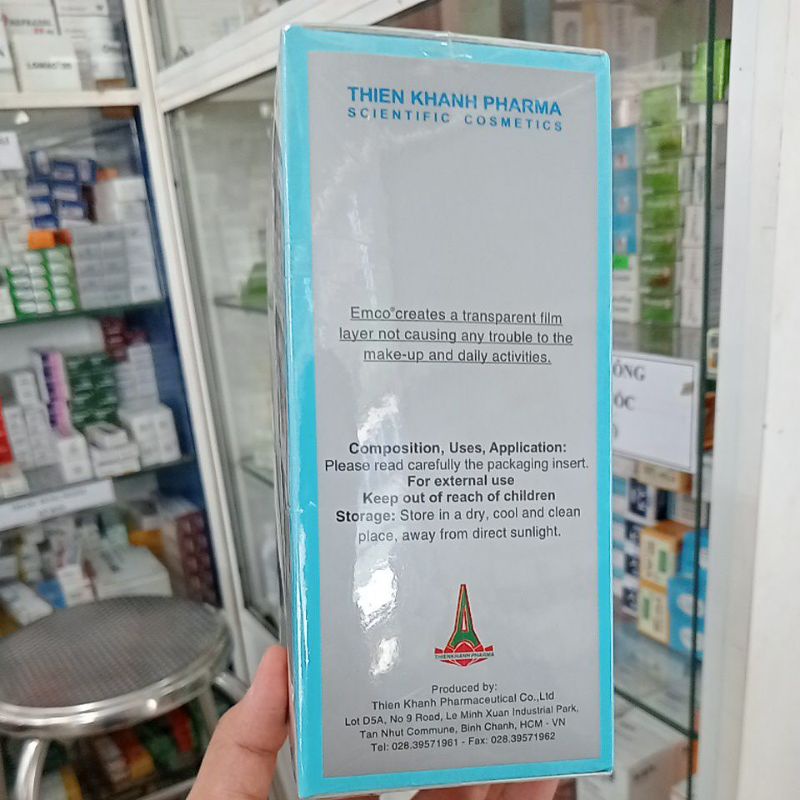 THIEN KHANH PHARMA
SCIENTIFIC COSMETICS
Emco® creates a transparent film
layer not causing any trouble to the
make-up and daily activities.
Composition, Uses, Application:
Please read carefully the packaging insert.
For external use
Keep out of reach of children
Storage: Store in a dry, cool and clean
place, away from direct sunlight.
THIENKHANH PHARMA
Produced by:
Thien Khanh Pharmaceutical Co.,Ltd
Lot D5A, No 9 Road, Le Minh Xuan Industrial Park,
Tan Nhut Commune, Binh Chanh, HCM - VN
Tel: 028.39571961 - Fax: 028.39571962